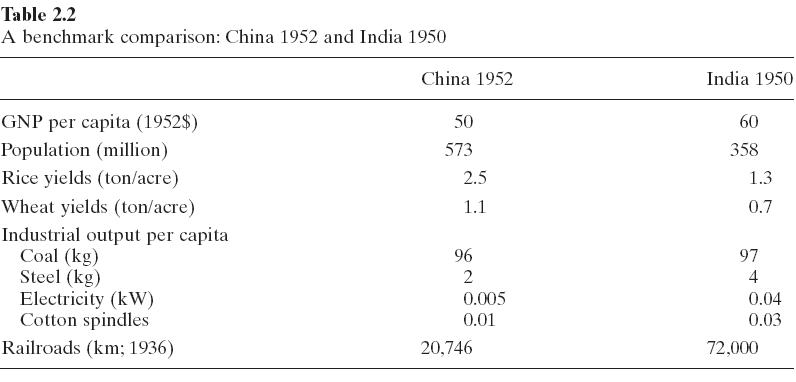 Table 2.2
A benchmark comparison: China 1952 and India 1950
China 1952 India 1950
GNP per capita (1952$) 50 60
Population (million) 573 358
Rice yields (ton/acre) 2.5 1.3
Wheat yields (ton/acre) 1.1 0.7
Industrial output per capita
Coal (kg) 96 97
Steel (kg) 2 4
Electricity (kW) 0.005 0.04
Cotton spindles 0.01 0.03
Railroads (km; 1936) 20,746 72,000